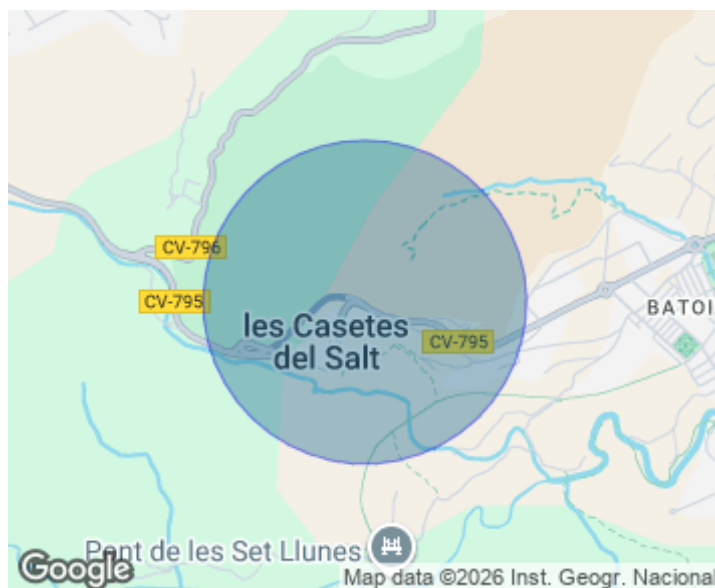 CV-796
CV-795
les Casetes
del Salt
CV-795
BATOI
Pont de les Set Llunes
Google
Map data ©2026 Inst. Geogr. Nacional